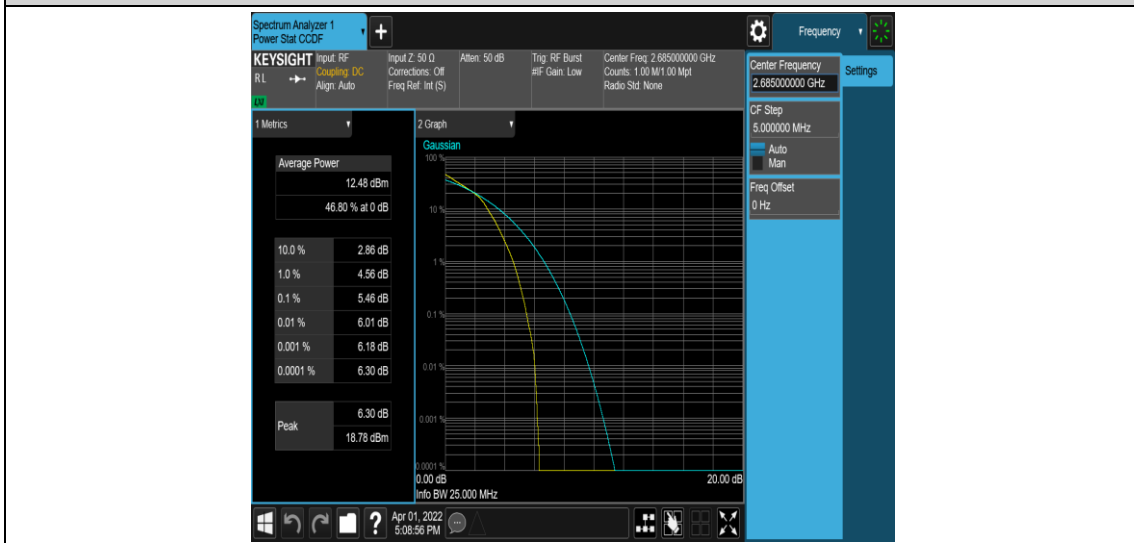 Spectrum Analyzer 1
Power Stat CCDF
+
Frequency
KEYSIGHT
RL
LXI
Input: RF
Coupling: DC
Align: Auto
Input Z: 50 Ω
Corrections: Off
Freq Ref: Int (S)
Atten: 50 dB
Trig: RF Burst
#IF Gain: Low
Center Freq: 2.685000000 GHz
Counts: 1.00 M/1.00 Mpt
Radio Std: None
Center Frequency
2.685000000 GHz
Settings
CF Step
5.000000 MHz
Auto
Man
Freq Offset
0 Hz
1 Metrics
Average Power
12.48 dBm
46.80 % at 0 dB
10.0 % 2.86 dB
1.0 % 4.56 dB
0.1 % 5.46 dB
0.01 % 6.01 dB
0.001 % 6.18 dB
0.0001 % 6.30 dB
Peak
6.30 dB
18.78 dBm
2 Graph
Gaussian
100 %
10 %
1 %
0.1 %
0.01 %
0.001 %
0.0001 %
0.00 dB 20.00 dB
Info BW 25.000 MHz
?
Apr 01, 2022
5:08:56 PM